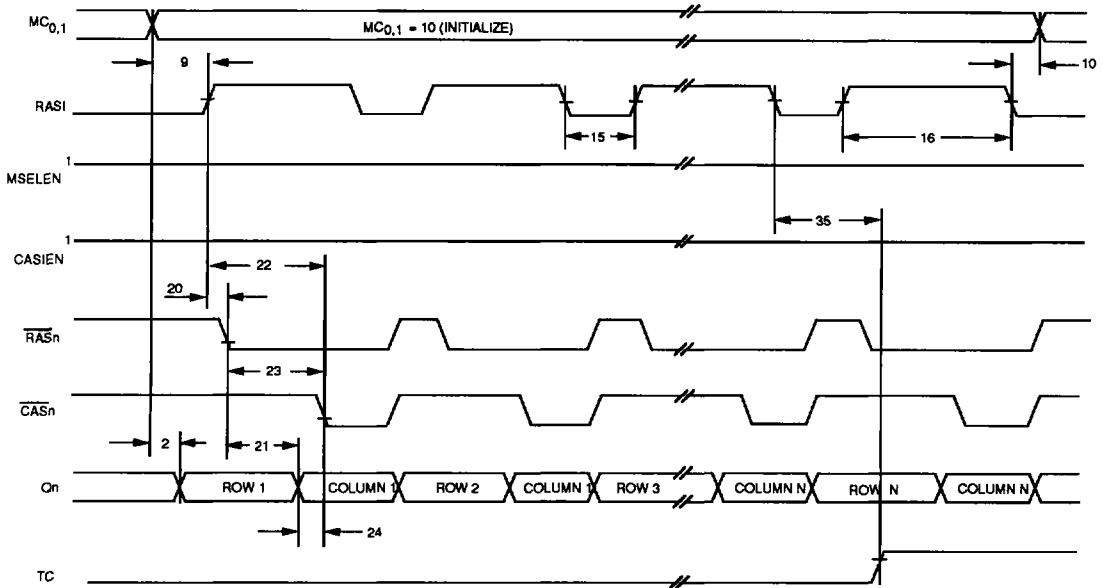 MC0,1
MC0,1 = 10 (INITIALIZE)
9
10
RASI
15
16
1
MSELEN
35
1
CASIEN
22
20
RASn
23
CASn
2
21
Qn
ROW 1
COLUMN 1
ROW 2
COLUMN 1
ROW 3
COLUMN N
ROW N
COLUMN N
24
TC